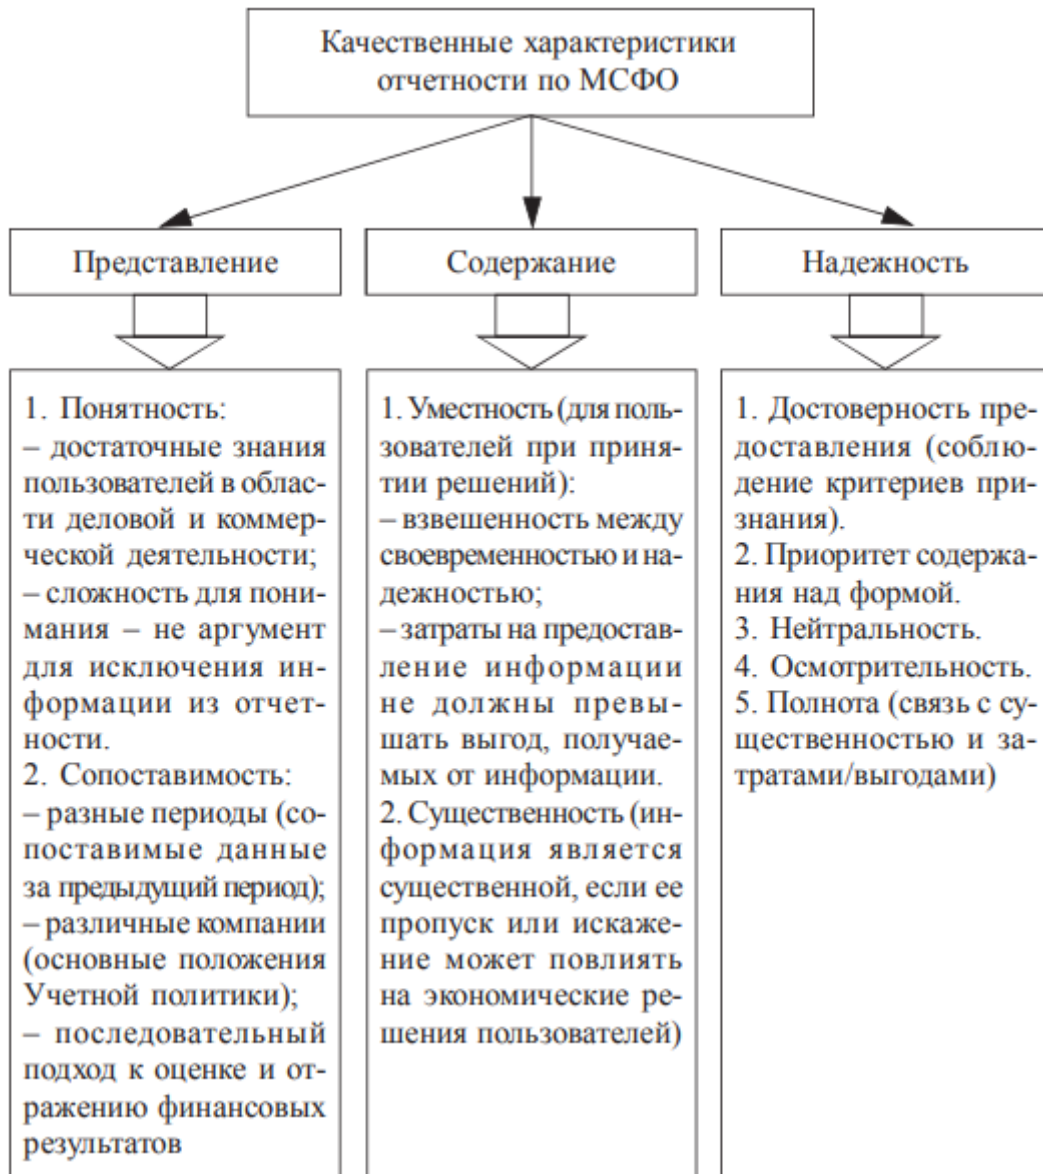 Качественные характеристики
отчетности по МСФО
Представление
Содержание
Надежность
1. Понятность:
– достаточные знания
пользователей в облас-
ти деловой и коммер-
ческой деятельности;
– сложность для пони-
мания – не аргумент
для исключения ин-
формации из отчет-
ности.
2. Сопоставимость:
– разные периоды (со-
поставимые данные
за предыдущий период);
– различные компании
(основные положения
Учетной политики);
– последовательный
подход к оценке и от-
ражению финансовых
результатов
1. Уместность (для поль-
зователей при приня-
тии решений):
– взвешенность между
своевременностью и на-
дежностью;
– затраты на предостав-
ление информации
не должны превы-
шать выгод, получае-
мых от информации.
2. Существенность (ин-
формация является
существенной, если ее
пропуск или искаже-
ние может повлиять
на экономические ре-
шения пользователей)
1. Достоверность пре-
доставления (соблю-
дение критериев при-
знания).
2. Приоритет содержа-
ния над формой.
3. Нейтральность.
4. Осмотрительность.
5. Полнота (связь с су-
щественностью и за-
тратами/выгодами)